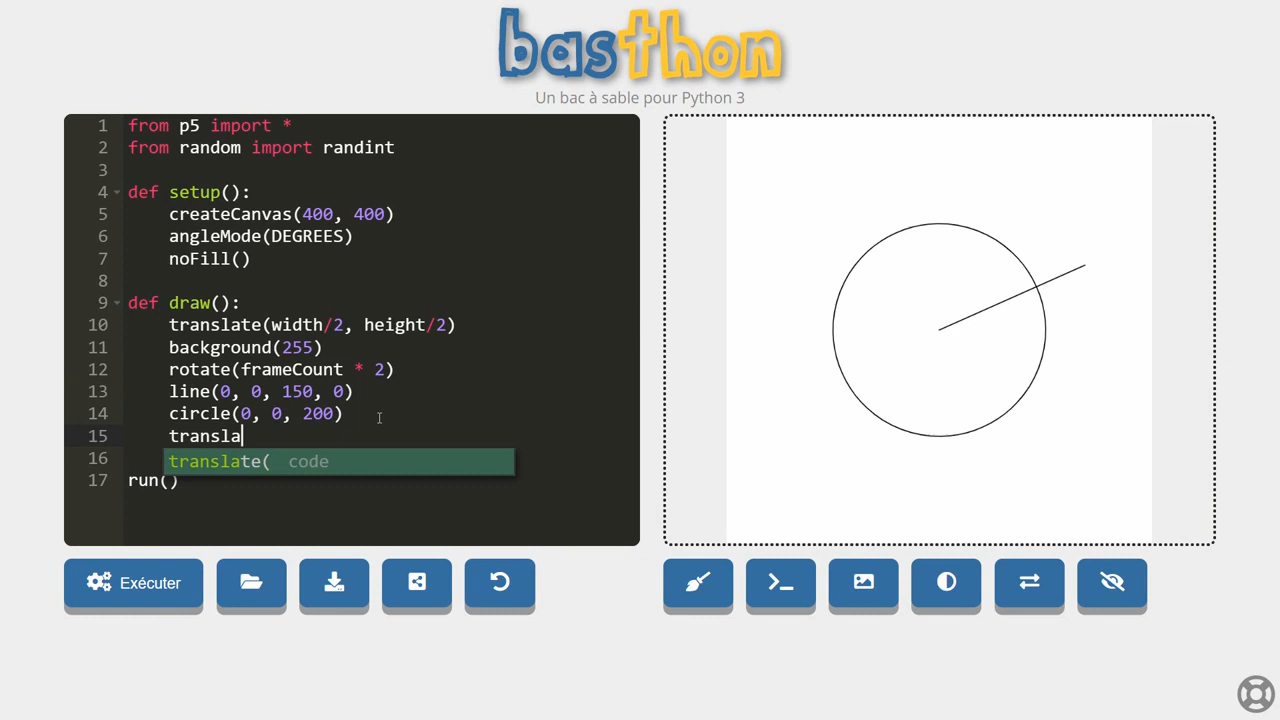 basthon
Un bac à sable pour Python 3
1 from p5 import *
2 from random import randint
3
4 def setup():
5 createCanvas(400, 400)
6 angleMode(DEGREES)
7 noFill()
8
9 def draw():
10 translate(width/2, height/2)
11 background(255)
12 rotate(frameCount * 2)
13 line(0, 0, 150, 0)
14 circle(0, 0, 200)
15 transla
16 translate( code
17 run()
Exécuter